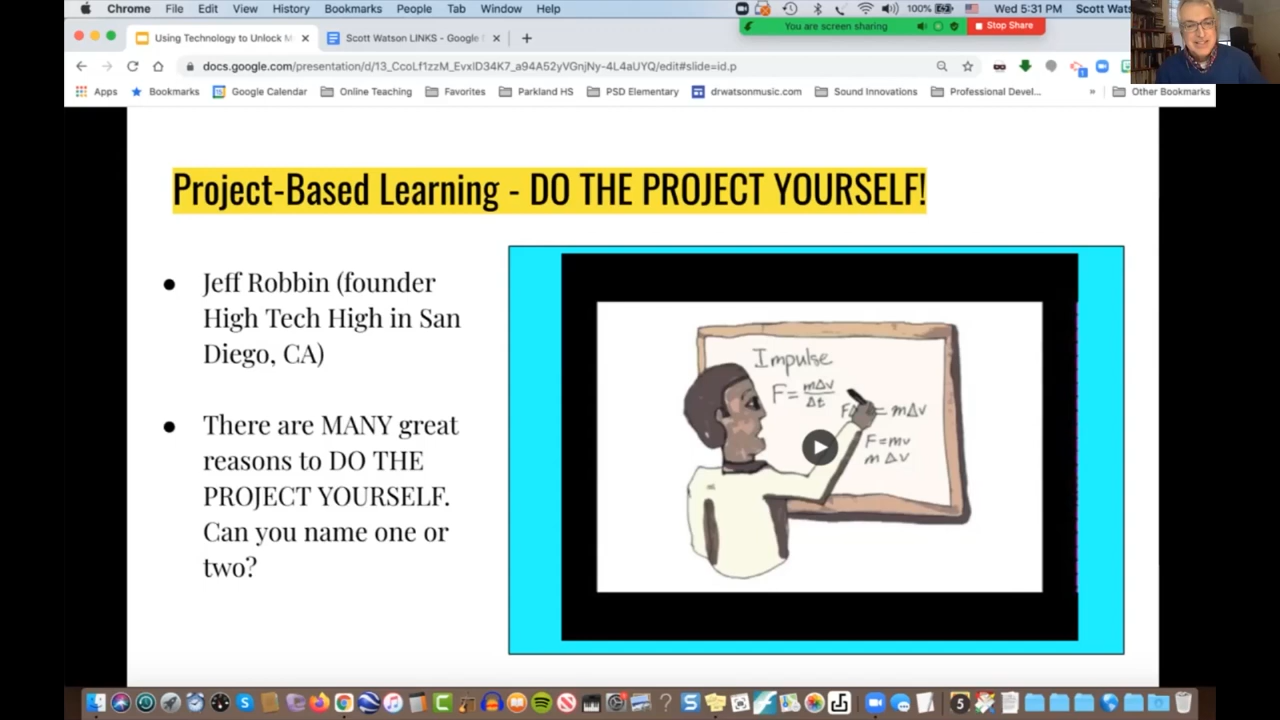 Chrome File Edit View History Bookmarks People Tab Window Help 100% Wed 5:31 PM Scott Watson
You are screen sharing Stop Share
Using Technology to Unlock M Scott Watson LINKS - Google
docs.google.com/presentation/d/13_CcoLf1zzM_EvxID34K7_a94A52yVGnjNy-4L4aUYQ/edit#slide=id.p
Apps Bookmarks Google Calendar Online Teaching Favorites Parkland HS PSD Elementary drwatsonmusic.com Sound Innovations Professional Devel... » Other Bookmarks
Project-Based Learning - DO THE PROJECT YOURSELF!
● Jeff Robbin (founder
High Tech High in San
Diego, CA)
● There are MANY great
reasons to DO THE
PROJECT YOURSELF.
Can you name one or
two?
Impulse
F = mΔv
Δt
= mΔv
F = mv
mΔv